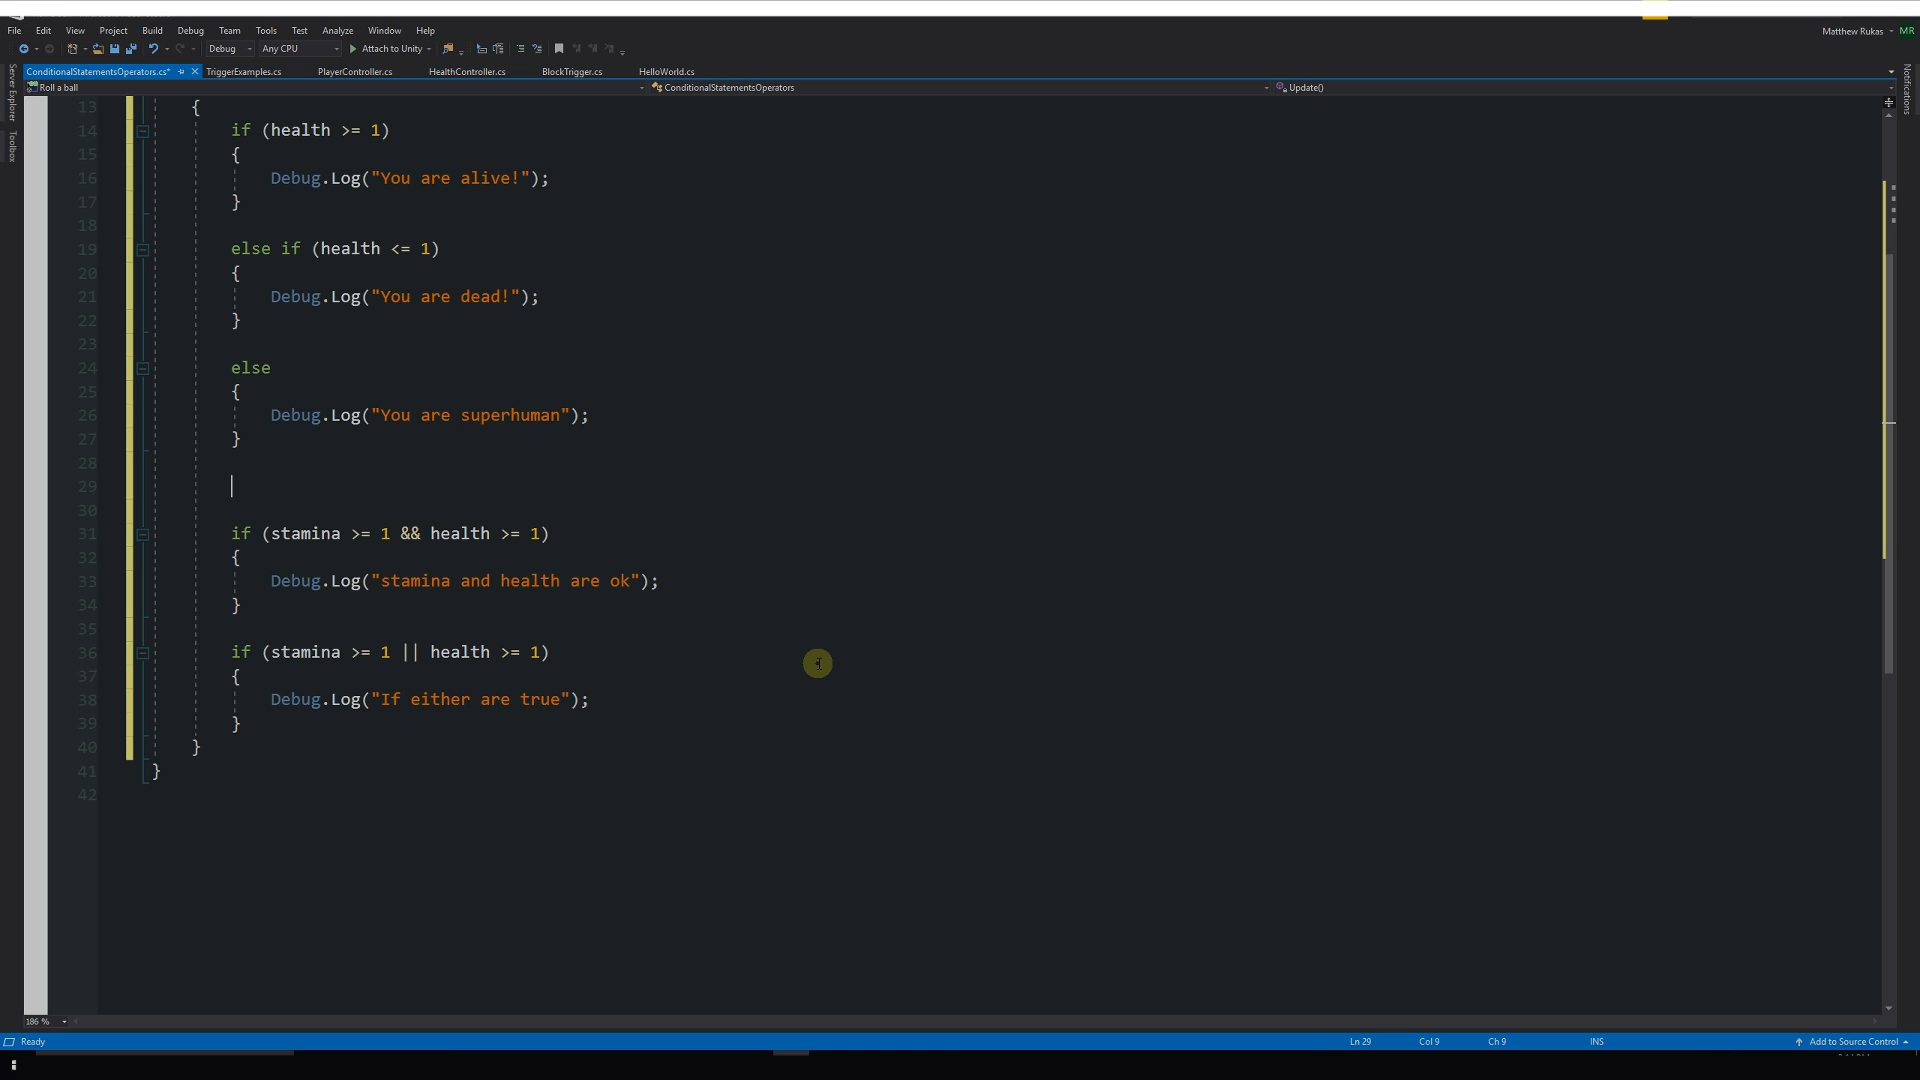 File Edit View Project Build Debug Team Tools Test Analyze Window Help
Matthew Rukas MR
Debug Any CPU Attach to Unity
ConditionalStatementsOperators.cs* TriggerExamples.cs PlayerController.cs HealthController.cs BlockTrigger.cs HelloWorld.cs
Roll a ball ConditionalStatementsOperators Update()
Server Explorer
Toolbox
Notifications
13 {
14 if (health >= 1)
15 {
16 Debug.Log("You are alive!");
17 }
18
19 else if (health <= 1)
20 {
21 Debug.Log("You are dead!");
22 }
23
24 else
25 {
26 Debug.Log("You are superhuman");
27 }
28
29
30
31 if (stamina >= 1 && health >= 1)
32 {
33 Debug.Log("stamina and health are ok");
34 }
35
36 if (stamina >= 1 || health >= 1)
37 {
38 Debug.Log("If either are true");
39 }
40 }
41 }
42
186 %
Ready Ln 29 Col 9 Ch 9 INS Add to Source Control